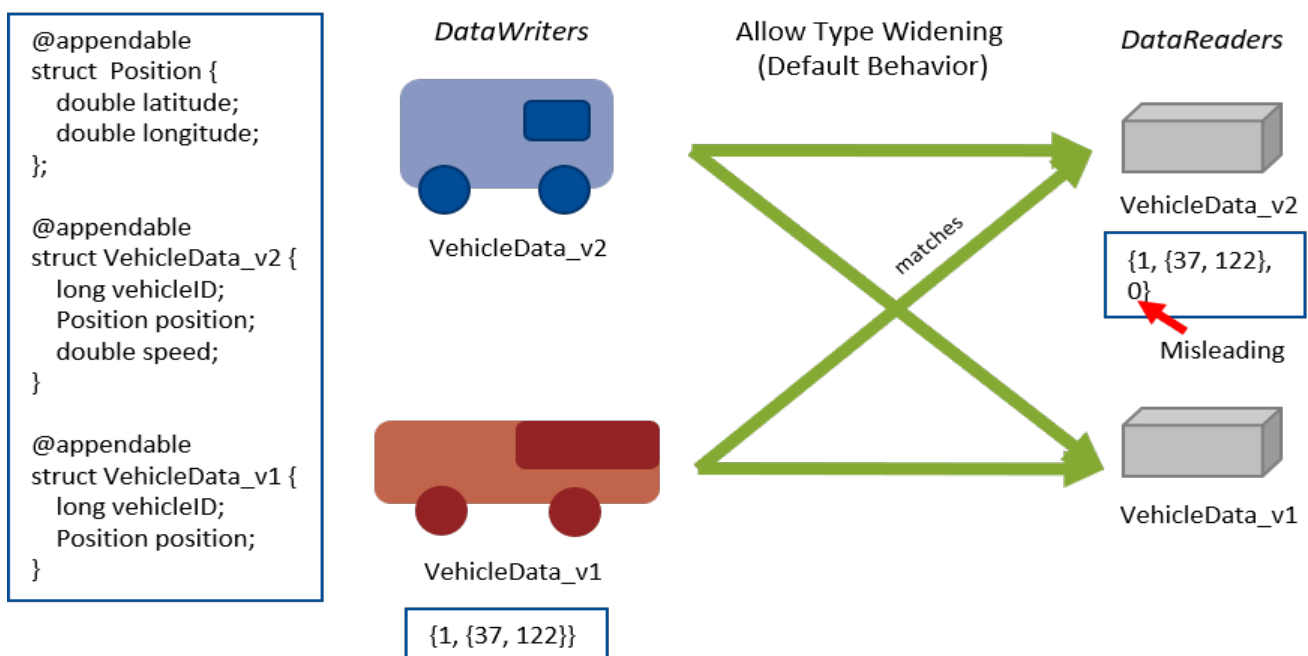 @appendable
struct  Position {
double latitude;
double longitude;
};
@appendable
struct VehicleData_v2 {
long vehicleID;
Position position;
double speed;
}
@appendable
struct VehicleData_v1 {
long vehicleID;
Position position;
}
DataWriters
VehicleData_v2
VehicleData_v1
{1, {37, 122}}
Allow Type Widening
(Default Behavior)
matches
DataReaders
VehicleData_v2
{1, {37, 122},
0}
Misleading
VehicleData_v1